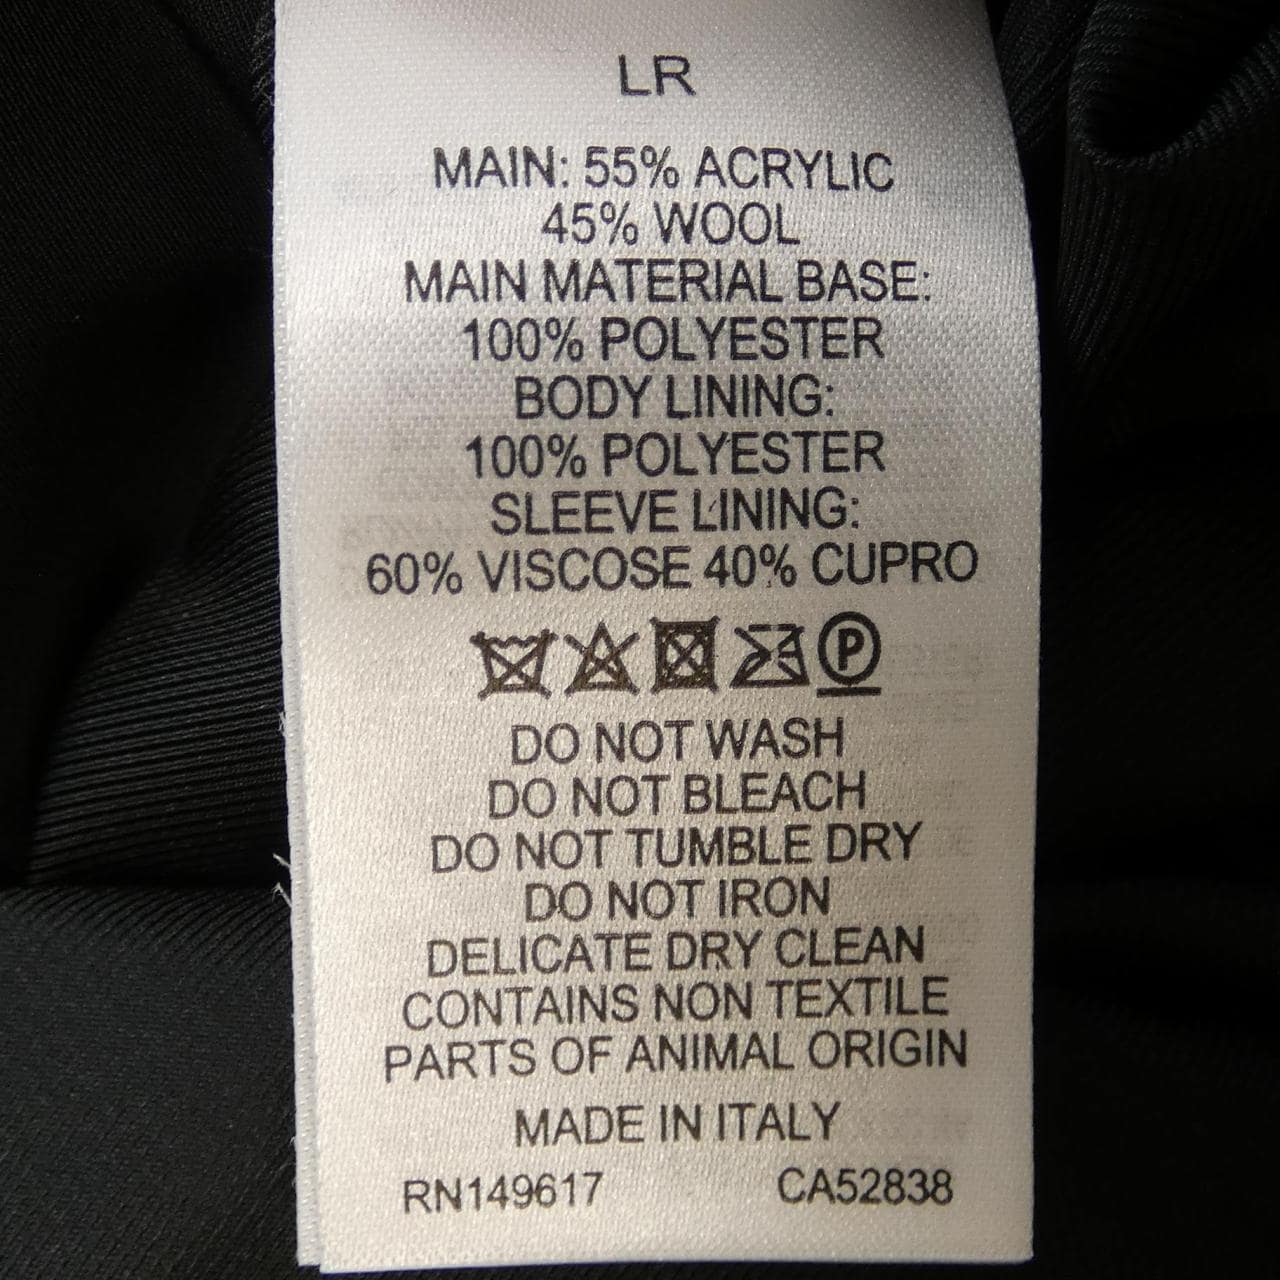 LR
MAIN: 55% ACRYLIC
45% WOOL
MAIN MATERIAL BASE:
100% POLYESTER
BODY LINING:
100% POLYESTER
SLEEVE LINING:
60% VISCOSE 40% CUPRO
P
DO NOT WASH
DO NOT BLEACH
DO NOT TUMBLE DRY
DO NOT IRON
DELICATE DRY CLEAN
CONTAINS NON TEXTILE
PARTS OF ANIMAL ORIGIN
MADE IN ITALY
RN149617 CA52838